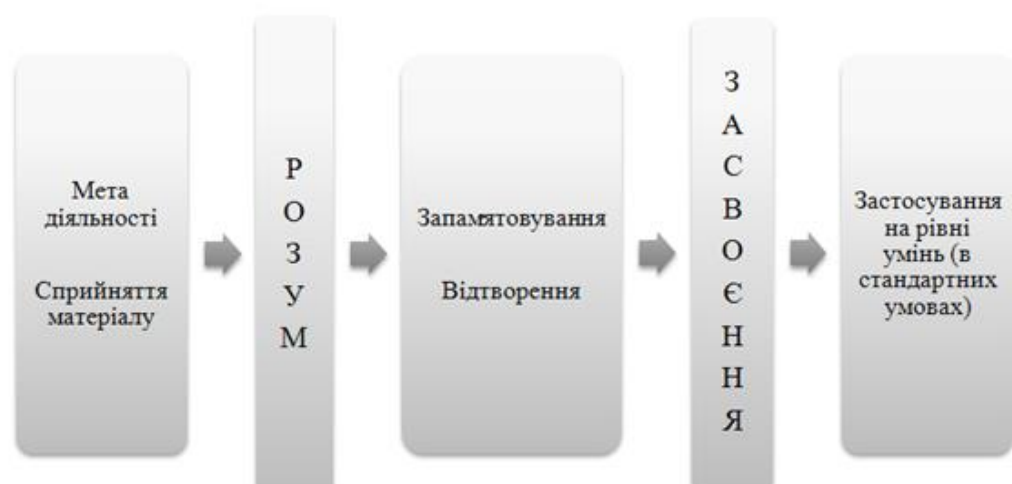 Мета
діяльності
Сприйняття
матеріалу
Р
О
З
У
М
Запамятовування
Відтворення
З
А
С
В
О
Є
Н
Н
Я
Застосування
на рівні
умінь (в
стандартних
умовах)